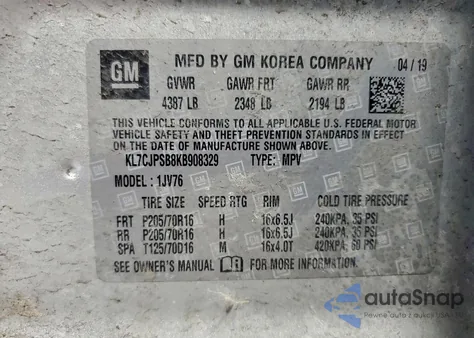 GM MFD BY GM KOREA COMPANY 04/19
GVWR GAWR FRT GAWR RR
4387 LB 2348 LB 2194 LB
THIS VEHICLE CONFORMS TO ALL APPLICABLE U.S. FEDERAL MOTOR
VEHICLE SAFETY AND THEFT PREVENTION STANDARDS IN EFFECT ON
THE DATE OF MANUFACTURE SHOWN ABOVE.
KL7CJPSB8KB908329 TYPE: MPV
MODEL: 1JV76
TIRE SIZE SPEED RTG RIM COLD TIRE PRESSURE
FRT P205/70R16 H 16x6.5J 240KPA, 35 PSI
RR P205/70R16 H 16x6.5J 240KPA, 35 PSI
SPA T125/70D16 M 16x4.0T 420KPA, 60 PSI
SEE OWNER'S MANUAL FOR MORE INFORMATION.
autoSnap